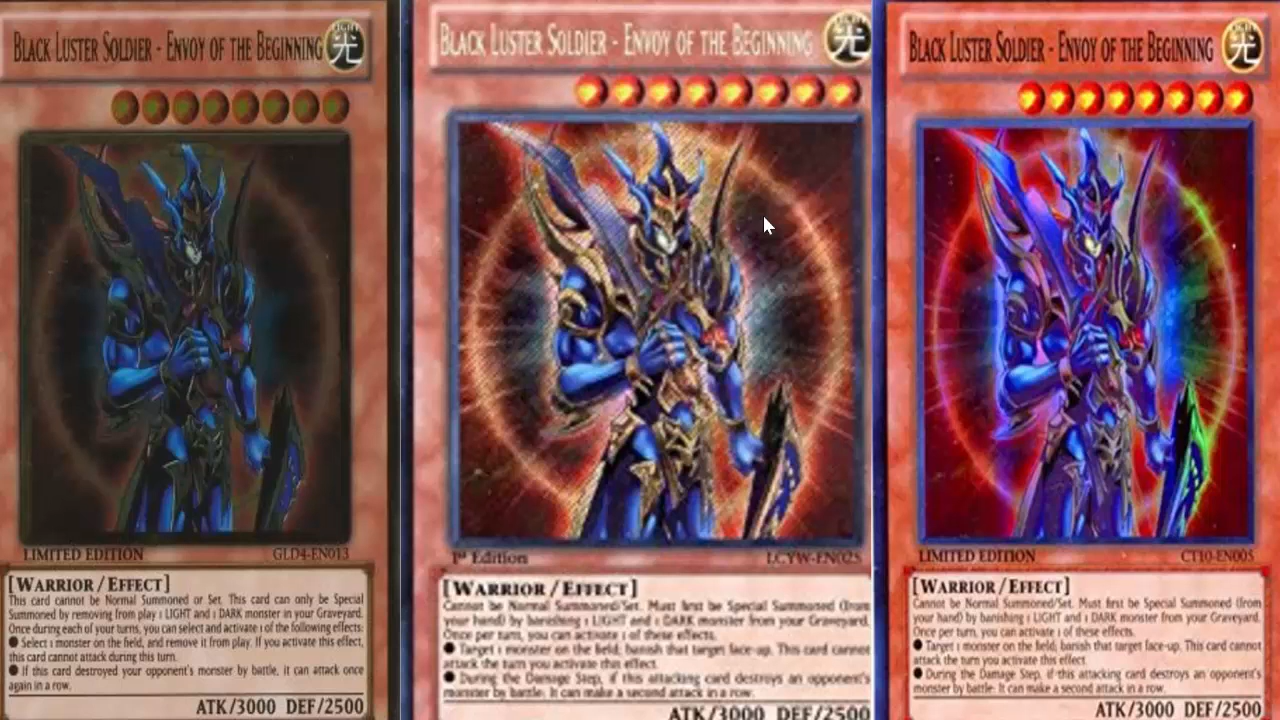 BLACK LUSTER SOLDIER - ENVOY OF THE BEGINNING
LIGHT
光
LIMITED EDITION GLD4-EN013
[WARRIOR/EFFECT]
This card cannot be Normal Summoned or Set. This card can only be Special
Summoned by removing from play 1 LIGHT and 1 DARK monster in your Graveyard.
Once during each of your turns, you can select and activate 1 of the following effects:
● Select 1 monster on the field, and remove it from play. If you activate this effect,
this card cannot attack during this turn.
● If this card destroyed your opponent's monster by battle, it can attack once
again in a row.
ATK/3000 DEF/2500
BLACK LUSTER SOLDIER - ENVOY OF THE BEGINNING
LIGHT
光
1st Edition LCYW-EN025
[WARRIOR/EFFECT]
Cannot be Normal Summoned/Set. Must first be Special Summoned (from
your hand) by banishing 1 LIGHT and 1 DARK monster from your Graveyard.
Once per turn, you can activate 1 of these effects.
● Target 1 monster on the field; banish that target face-up. This card cannot
attack the turn you activate this effect.
● During the Damage Step, if this attacking card destroys an opponent's
monster by battle: It can make a second attack in a row.
ATK/3000 DEF/2500
BLACK LUSTER SOLDIER - ENVOY OF THE BEGINNING
LIGHT
光
LIMITED EDITION CT10-EN005
[WARRIOR/EFFECT]
Cannot be Normal Summoned/Set. Must first be Special Summoned (from
your hand) by banishing 1 LIGHT and 1 DARK monster from your Graveyard.
Once per turn, you can activate 1 of these effects.
● Target 1 monster on the field; banish that target face-up. This card cannot
attack the turn you activate this effect.
● During the Damage Step, if this attacking card destroys an opponent's
monster by battle: It can make a second attack in a row.
ATK/3000 DEF/2500